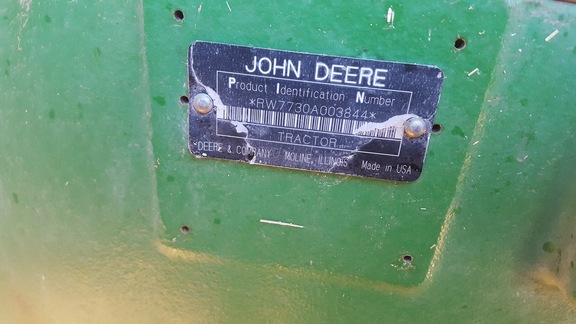 JOHN DEERE
Product Identification Number
*RW7730A003844*
TRACTOR
DEERE & COMPANY MOLINE, ILLINOIS Made in USA